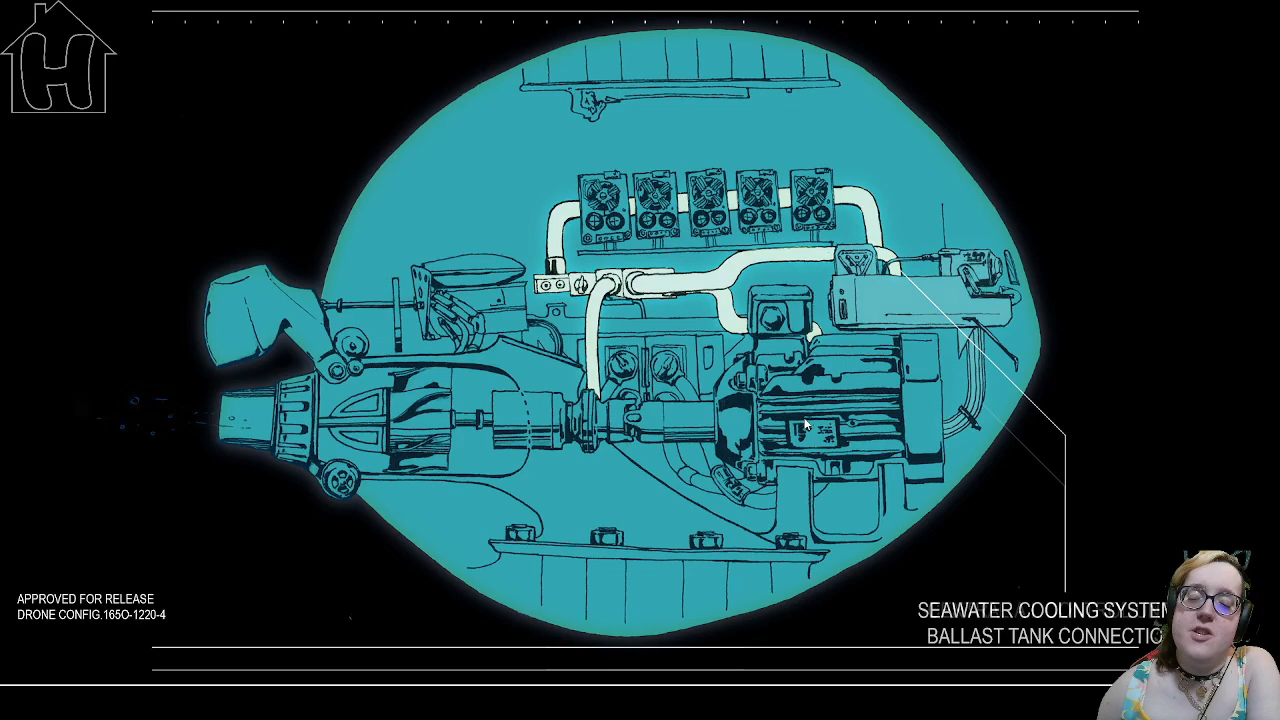 H
APPROVED FOR RELEASE
DRONE CONFIG.165O-1220-4
SEAWATER COOLING SYSTEM
BALLAST TANK CONNECTIO